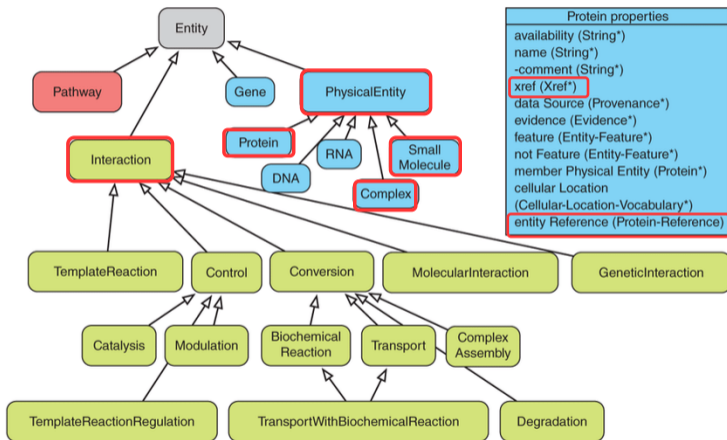 Entity
Pathway
Gene
PhysicalEntity
Protein
RNA
Small
Molecule
DNA
Complex
Interaction
TemplateReaction
Control
Conversion
MolecularInteraction
GeneticInteraction
Catalysis
Modulation
Biochemical
Reaction
Transport
Complex
Assembly
TemplateReactionRegulation
TransportWithBiochemicalReaction
Degradation
Protein properties
availability (String*)
name (String*)
-comment (String*)
xref (Xref*)
data Source (Provenance*)
evidence (Evidence*)
feature (Entity-Feature*)
not Feature (Entity-Feature*)
member Physical Entity (Protein*)
cellular Location
(Cellular-Location-Vocabulary*)
entity Reference (Protein-Reference)